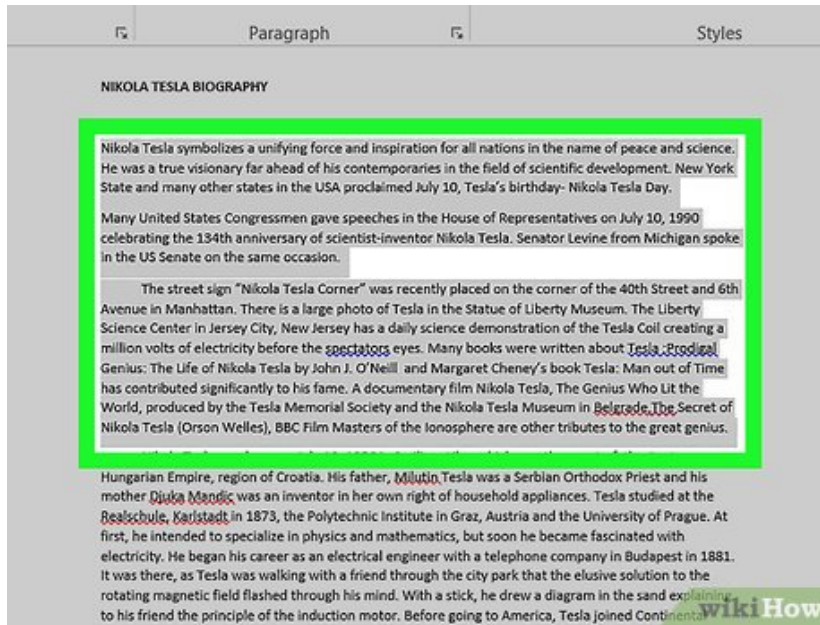 Paragraph
Styles
NIKOLA TESLA BIOGRAPHY
Nikola Tesla symbolizes a unifying force and inspiration for all nations in the name of peace and science.
He was a true visionary far ahead of his contemporaries in the field of scientific development. New York
State and many other states in the USA proclaimed July 10, Tesla's birthday- Nikola Tesla Day.
Many United States Congressmen gave speeches in the House of Representatives on July 10, 1990
celebrating the 134th anniversary of scientist-inventor Nikola Tesla. Senator Levine from Michigan spoke
in the US Senate on the same occasion.
The street sign "Nikola Tesla Corner" was recently placed on the corner of the 40th Street and 6th
Avenue in Manhattan. There is a large photo of Tesla in the Statue of Liberty Museum. The Liberty
Science Center in Jersey City, New Jersey has a daily science demonstration of the Tesla Coil creating a
million volts of electricity before the spectators eyes. Many books were written about Tesla :Prodigal
Genius: The Life of Nikola Tesla by John J. O'Neill and Margaret Cheney's book Tesla: Man out of Time
has contributed significantly to his fame. A documentary film Nikola Tesla, The Genius Who Lit the
World, produced by the Tesla Memorial Society and the Nikola Tesla Museum in Belgrade,The Secret of
Nikola Tesla (Orson Welles), BBC Film Masters of the Ionosphere are other tributes to the great genius.
Hungarian Empire, region of Croatia. His father, Milutin Tesla was a Serbian Orthodox Priest and his
mother Djuka Mandic was an inventor in her own right of household appliances. Tesla studied at the
Realschule, Karlstadt in 1873, the Polytechnic Institute in Graz, Austria and the University of Prague. At
first, he intended to specialize in physics and mathematics, but soon he became fascinated with
electricity. He began his career as an electrical engineer with a telephone company in Budapest in 1881.
It was there, as Tesla was walking with a friend through the city park that the elusive solution to the
rotating magnetic field flashed through his mind. With a stick, he drew a diagram in the sand explaining
to his friend the principle of the induction motor. Before going to America, Tesla joined Continental
wikiHow